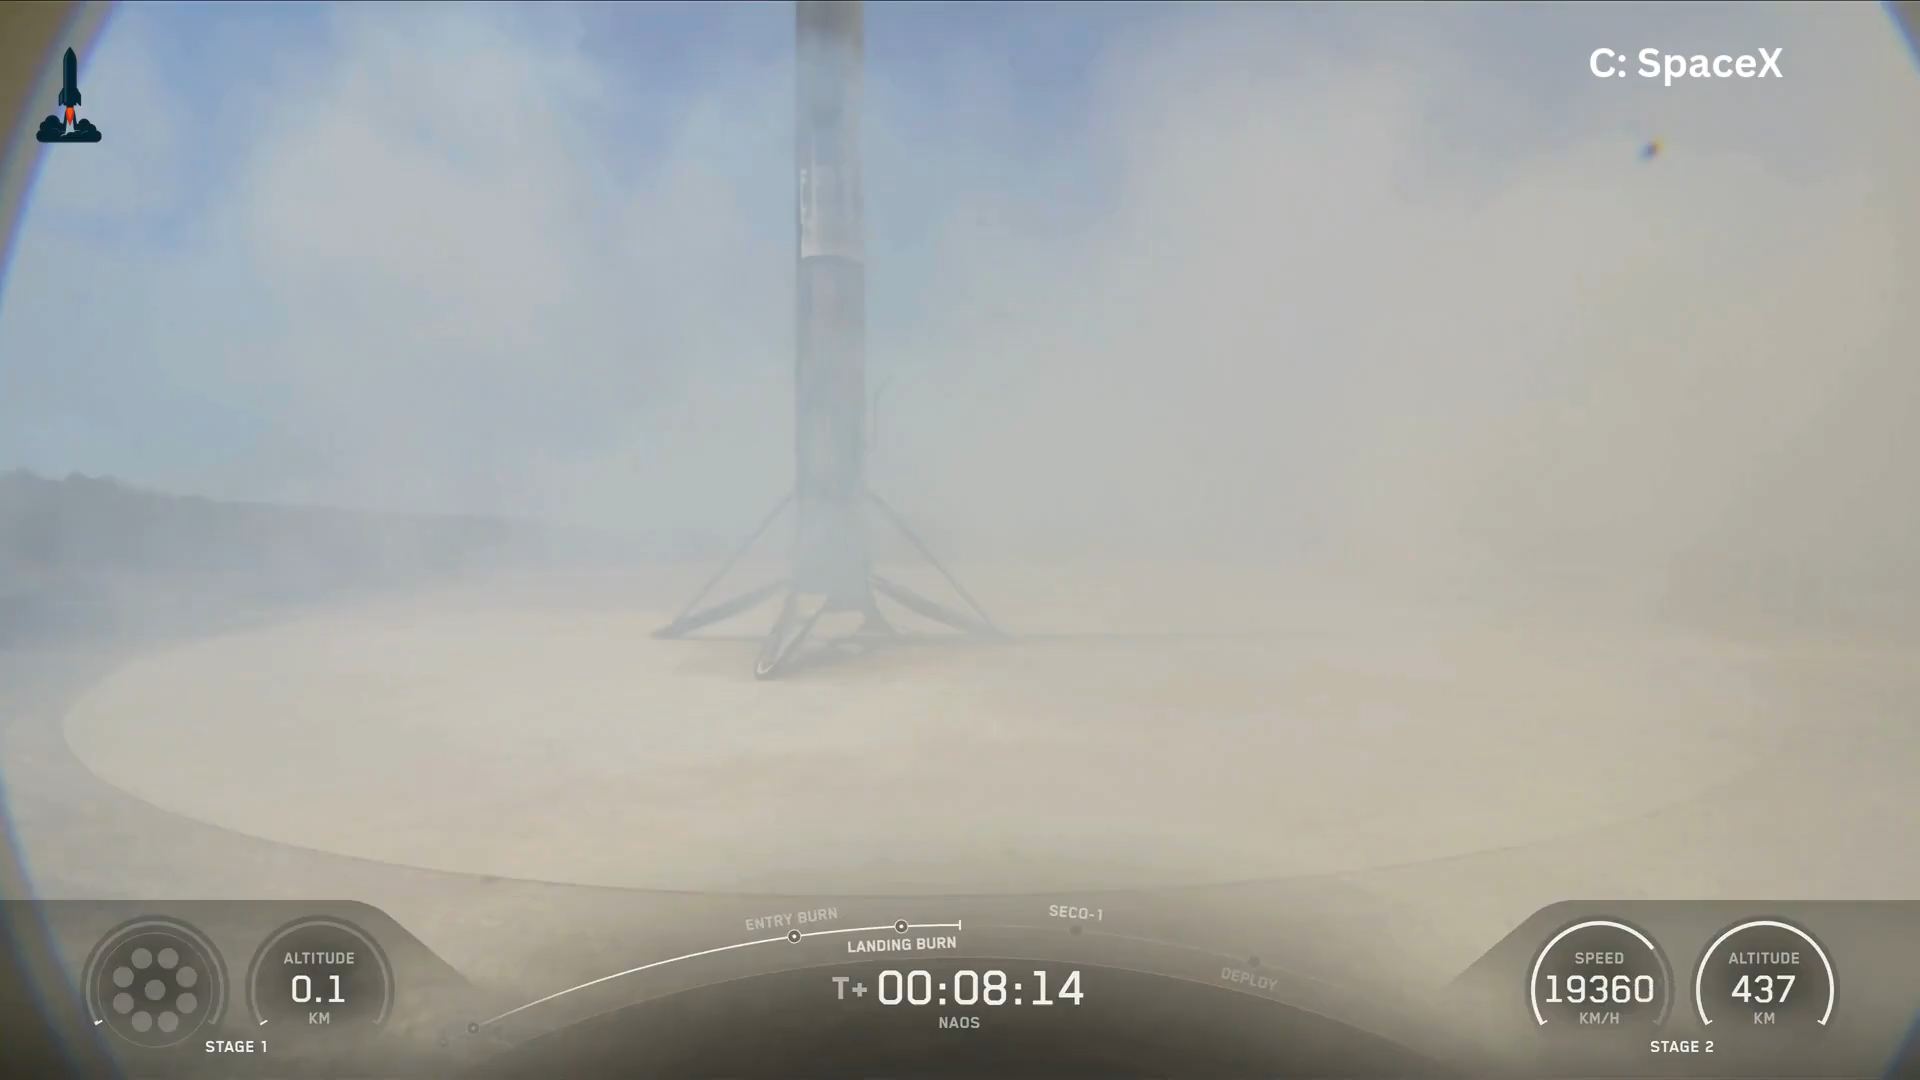 C: SpaceX
ENTRY BURN
LANDING BURN
SECO-1
DEPLOY
T+ 00:08:14
NAOS
ALTITUDE
0.1
KM
STAGE 1
SPEED
19360
KM/H
ALTITUDE
437
KM
STAGE 2